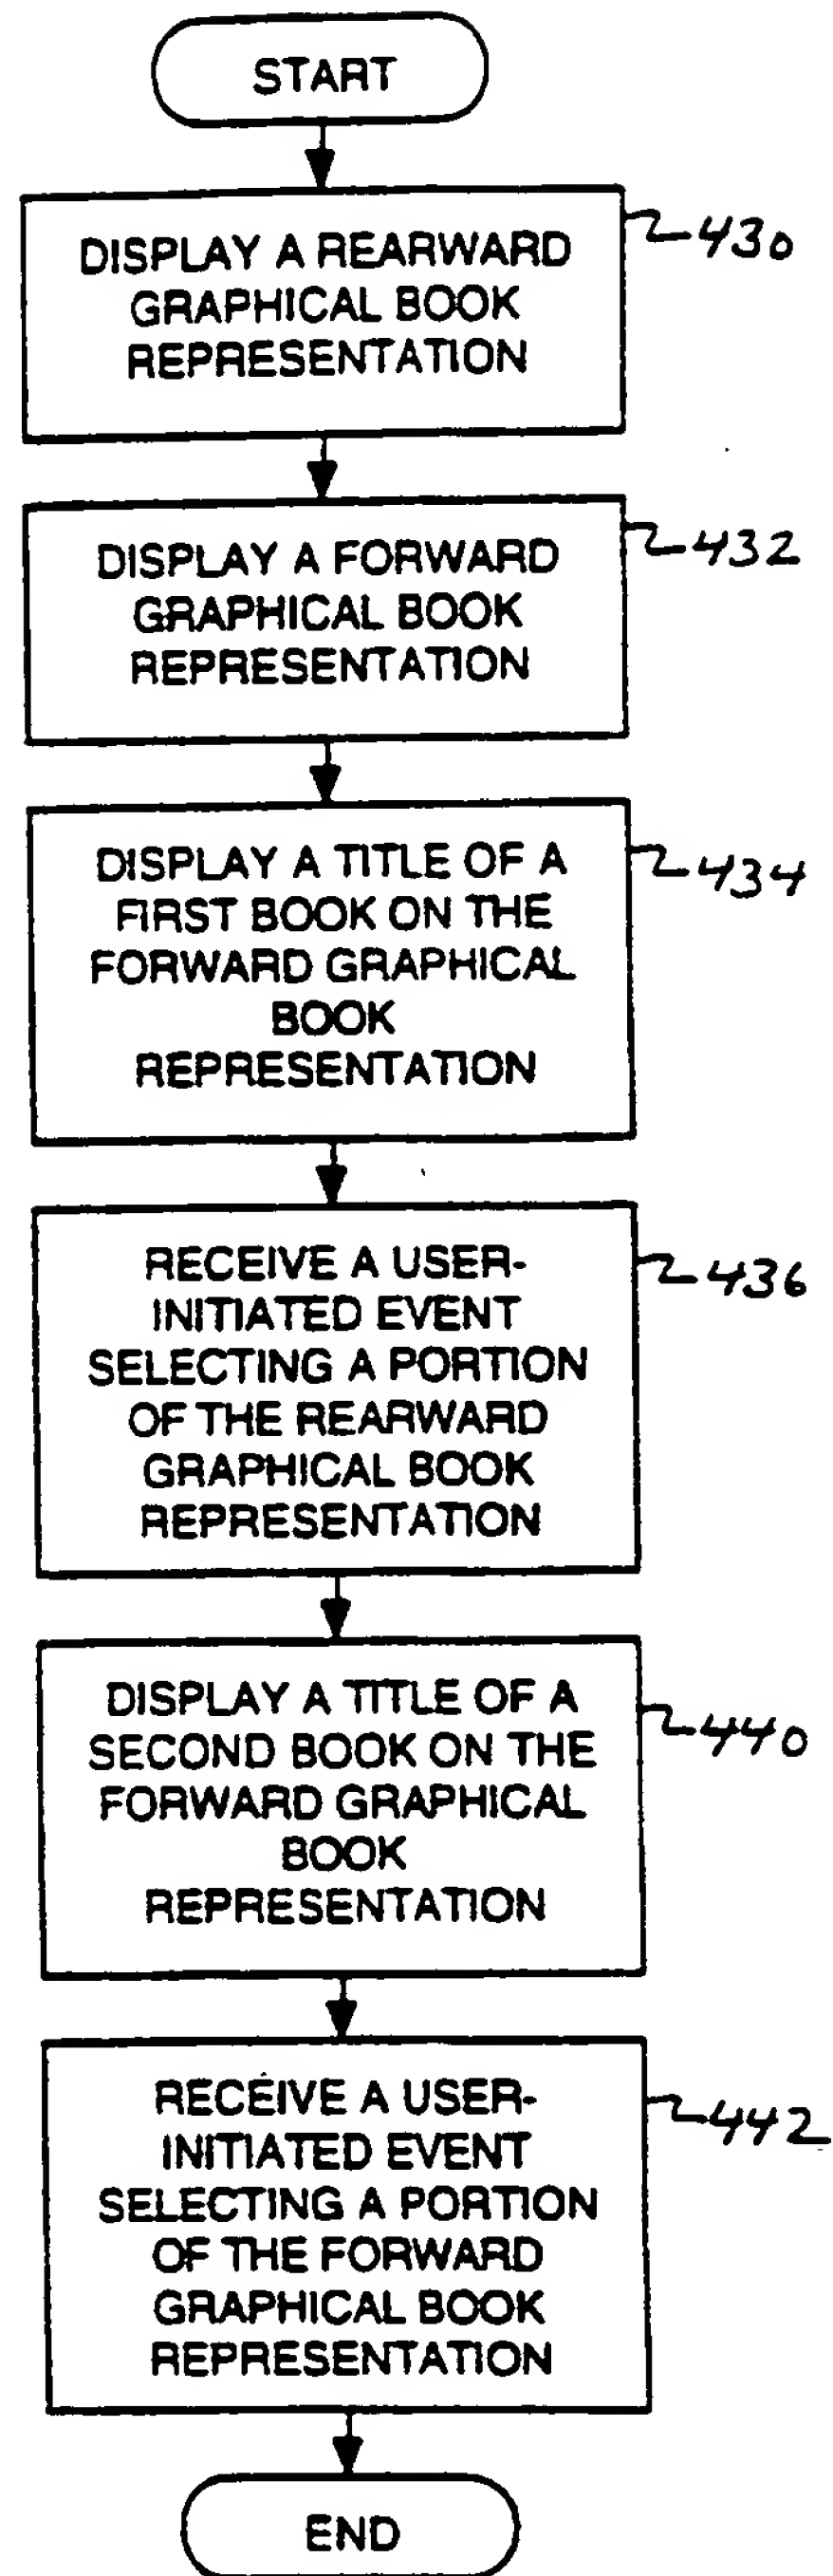 START
DISPLAY A REARWARD
GRAPHICAL BOOK
REPRESENTATION
430
DISPLAY A FORWARD
GRAPHICAL BOOK
REPRESENTATION
432
DISPLAY A TITLE OF A
FIRST BOOK ON THE
FORWARD GRAPHICAL
BOOK
REPRESENTATION
434
RECEIVE A USER-
INITIATED EVENT
SELECTING A PORTION
OF THE REARWARD
GRAPHICAL BOOK
REPRESENTATION
436
DISPLAY A TITLE OF A
SECOND BOOK ON THE
FORWARD GRAPHICAL
BOOK
REPRESENTATION
440
RECEIVE A USER-
INITIATED EVENT
SELECTING A PORTION
OF THE FORWARD
GRAPHICAL BOOK
REPRESENTATION
442
END